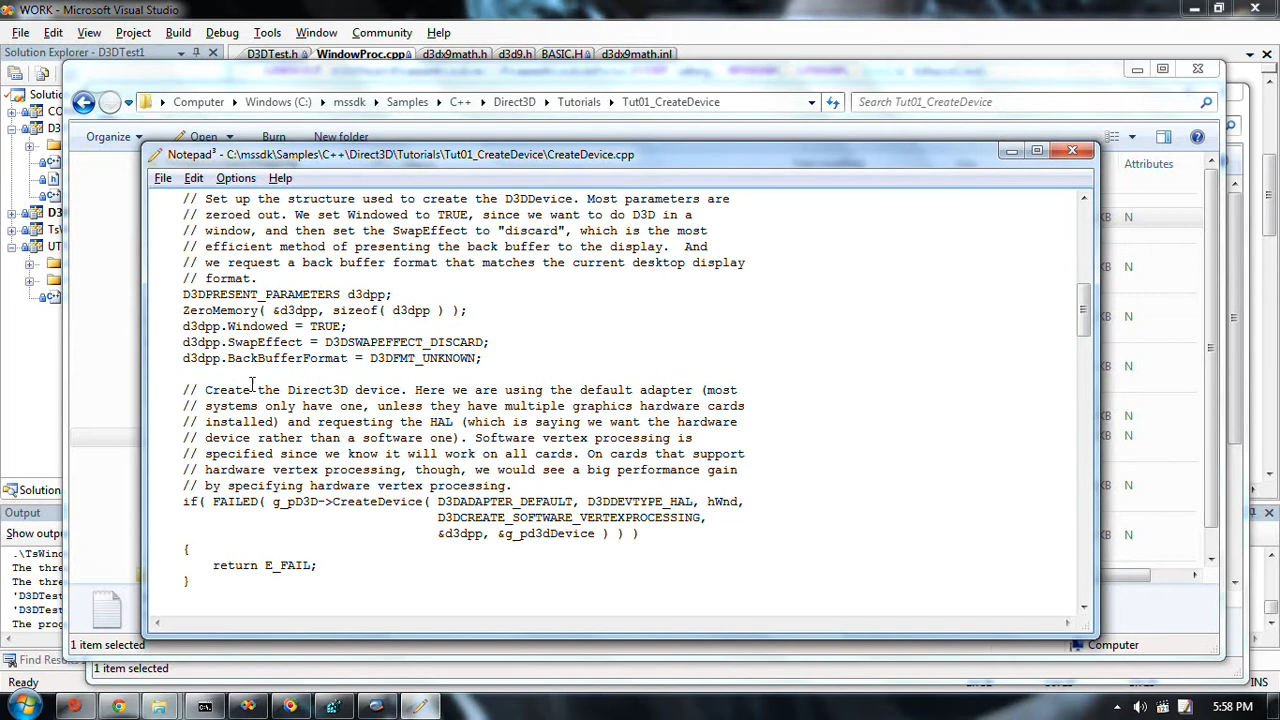 WORK - Microsoft Visual Studio
File Edit View Project Build Debug Tools Window Community Help
Solution Explorer - D3DTest1
D3DTest.h WindowProc.cpp d3dx9math.h d3d9.h BASIC.H d3dx9math.inl
Computer Windows (C:) mssdk Samples C++ Direct3D Tutorials Tut01_CreateDevice Search Tut01_CreateDevice
Organize Open Burn New folder
Notepad³ - C:\mssdk\Samples\C++\Direct3D\Tutorials\Tut01_CreateDevice\CreateDevice.cpp
Attributes
File Edit Options Help
// Set up the structure used to create the D3DDevice. Most parameters are
// zeroed out. We set Windowed to TRUE, since we want to do D3D in a
// window, and then set the SwapEffect to "discard", which is the most
// efficient method of presenting the back buffer to the display.  And
// we request a back buffer format that matches the current desktop display
// format.
D3DPRESENT_PARAMETERS d3dpp;
ZeroMemory( &d3dpp, sizeof( d3dpp ) );
d3dpp.Windowed = TRUE;
d3dpp.SwapEffect = D3DSWAPEFFECT_DISCARD;
d3dpp.BackBufferFormat = D3DFMT_UNKNOWN;
// Create the Direct3D device. Here we are using the default adapter (most
// systems only have one, unless they have multiple graphics hardware cards
// installed) and requesting the HAL (which is saying we want the hardware
// device rather than a software one). Software vertex processing is
// specified since we know it will work on all cards. On cards that support
// hardware vertex processing, though, we would see a big performance gain
// by specifying hardware vertex processing.
if( FAILED( g_pD3D->CreateDevice( D3DADAPTER_DEFAULT, D3DDEVTYPE_HAL, hWnd,
D3DCREATE_SOFTWARE_VERTEXPROCESSING,
&d3dpp, &g_pd3dDevice ) ) )
{
return E_FAIL;
}
Output
Show output
1 item selected Computer
Find Results
1 item selected
Ready INS
5:58 PM